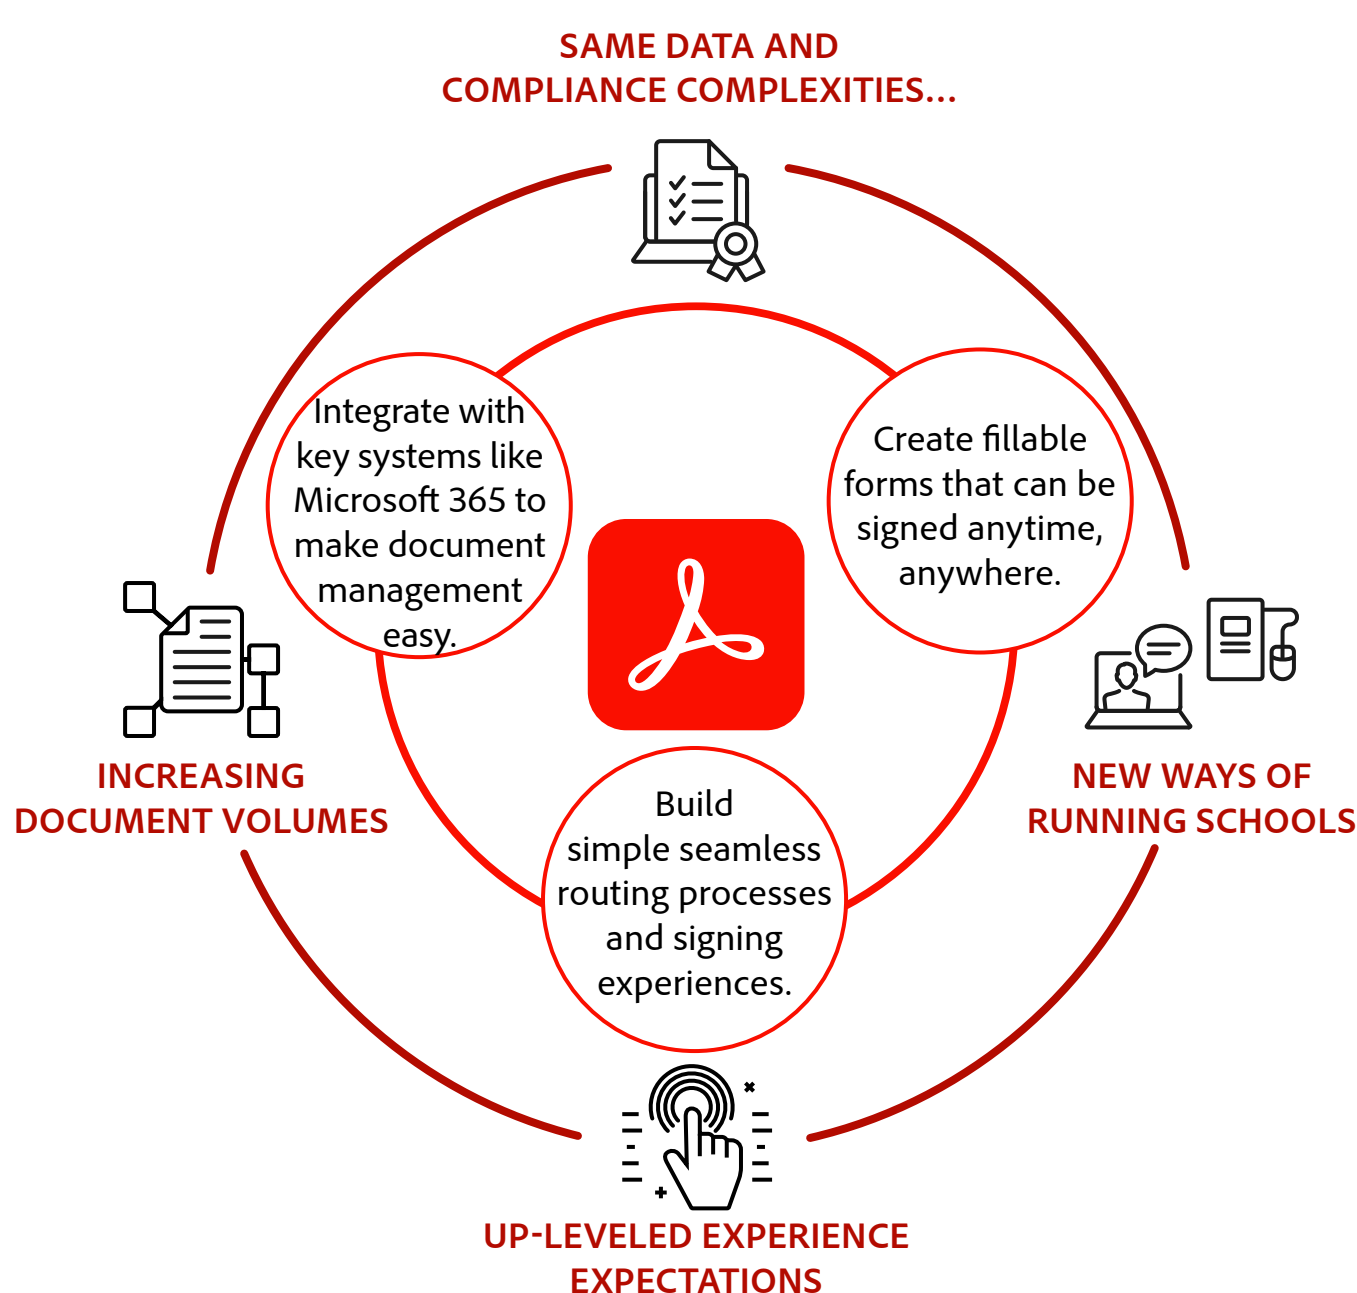 SAME DATA AND
COMPLIANCE COMPLEXITIES...
Integrate with
key systems like
Microsoft 365 to
make document
management
easy.
Create fillable
forms that can be
signed anytime,
anywhere.
INCREASING
DOCUMENT VOLUMES
NEW WAYS OF
RUNNING SCHOOLS
Build
simple seamless
routing processes
and signing
experiences.
UP-LEVELED EXPERIENCE
EXPECTATIONS